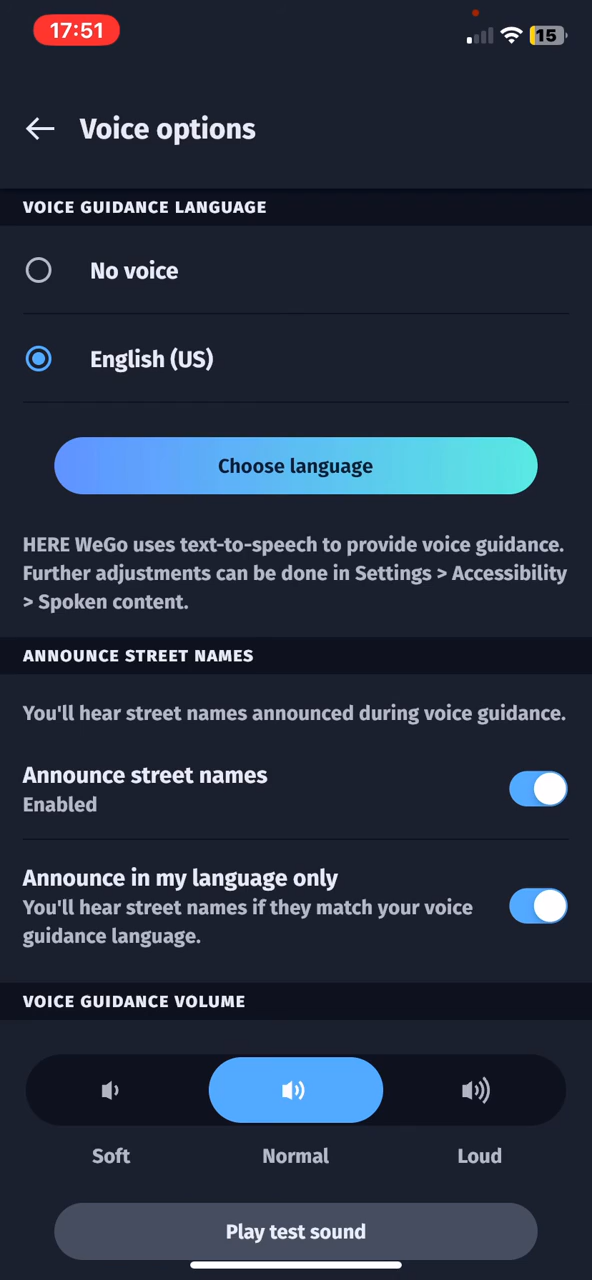 17:51
15
Voice options
VOICE GUIDANCE LANGUAGE
No voice
English (US)
Choose language
HERE WeGo uses text-to-speech to provide voice guidance.
Further adjustments can be done in Settings > Accessibility
> Spoken content.
ANNOUNCE STREET NAMES
You'll hear street names announced during voice guidance.
Announce street names
Enabled
Announce in my language only
You'll hear street names if they match your voice
guidance language.
VOICE GUIDANCE VOLUME
Soft
Normal
Loud
Play test sound